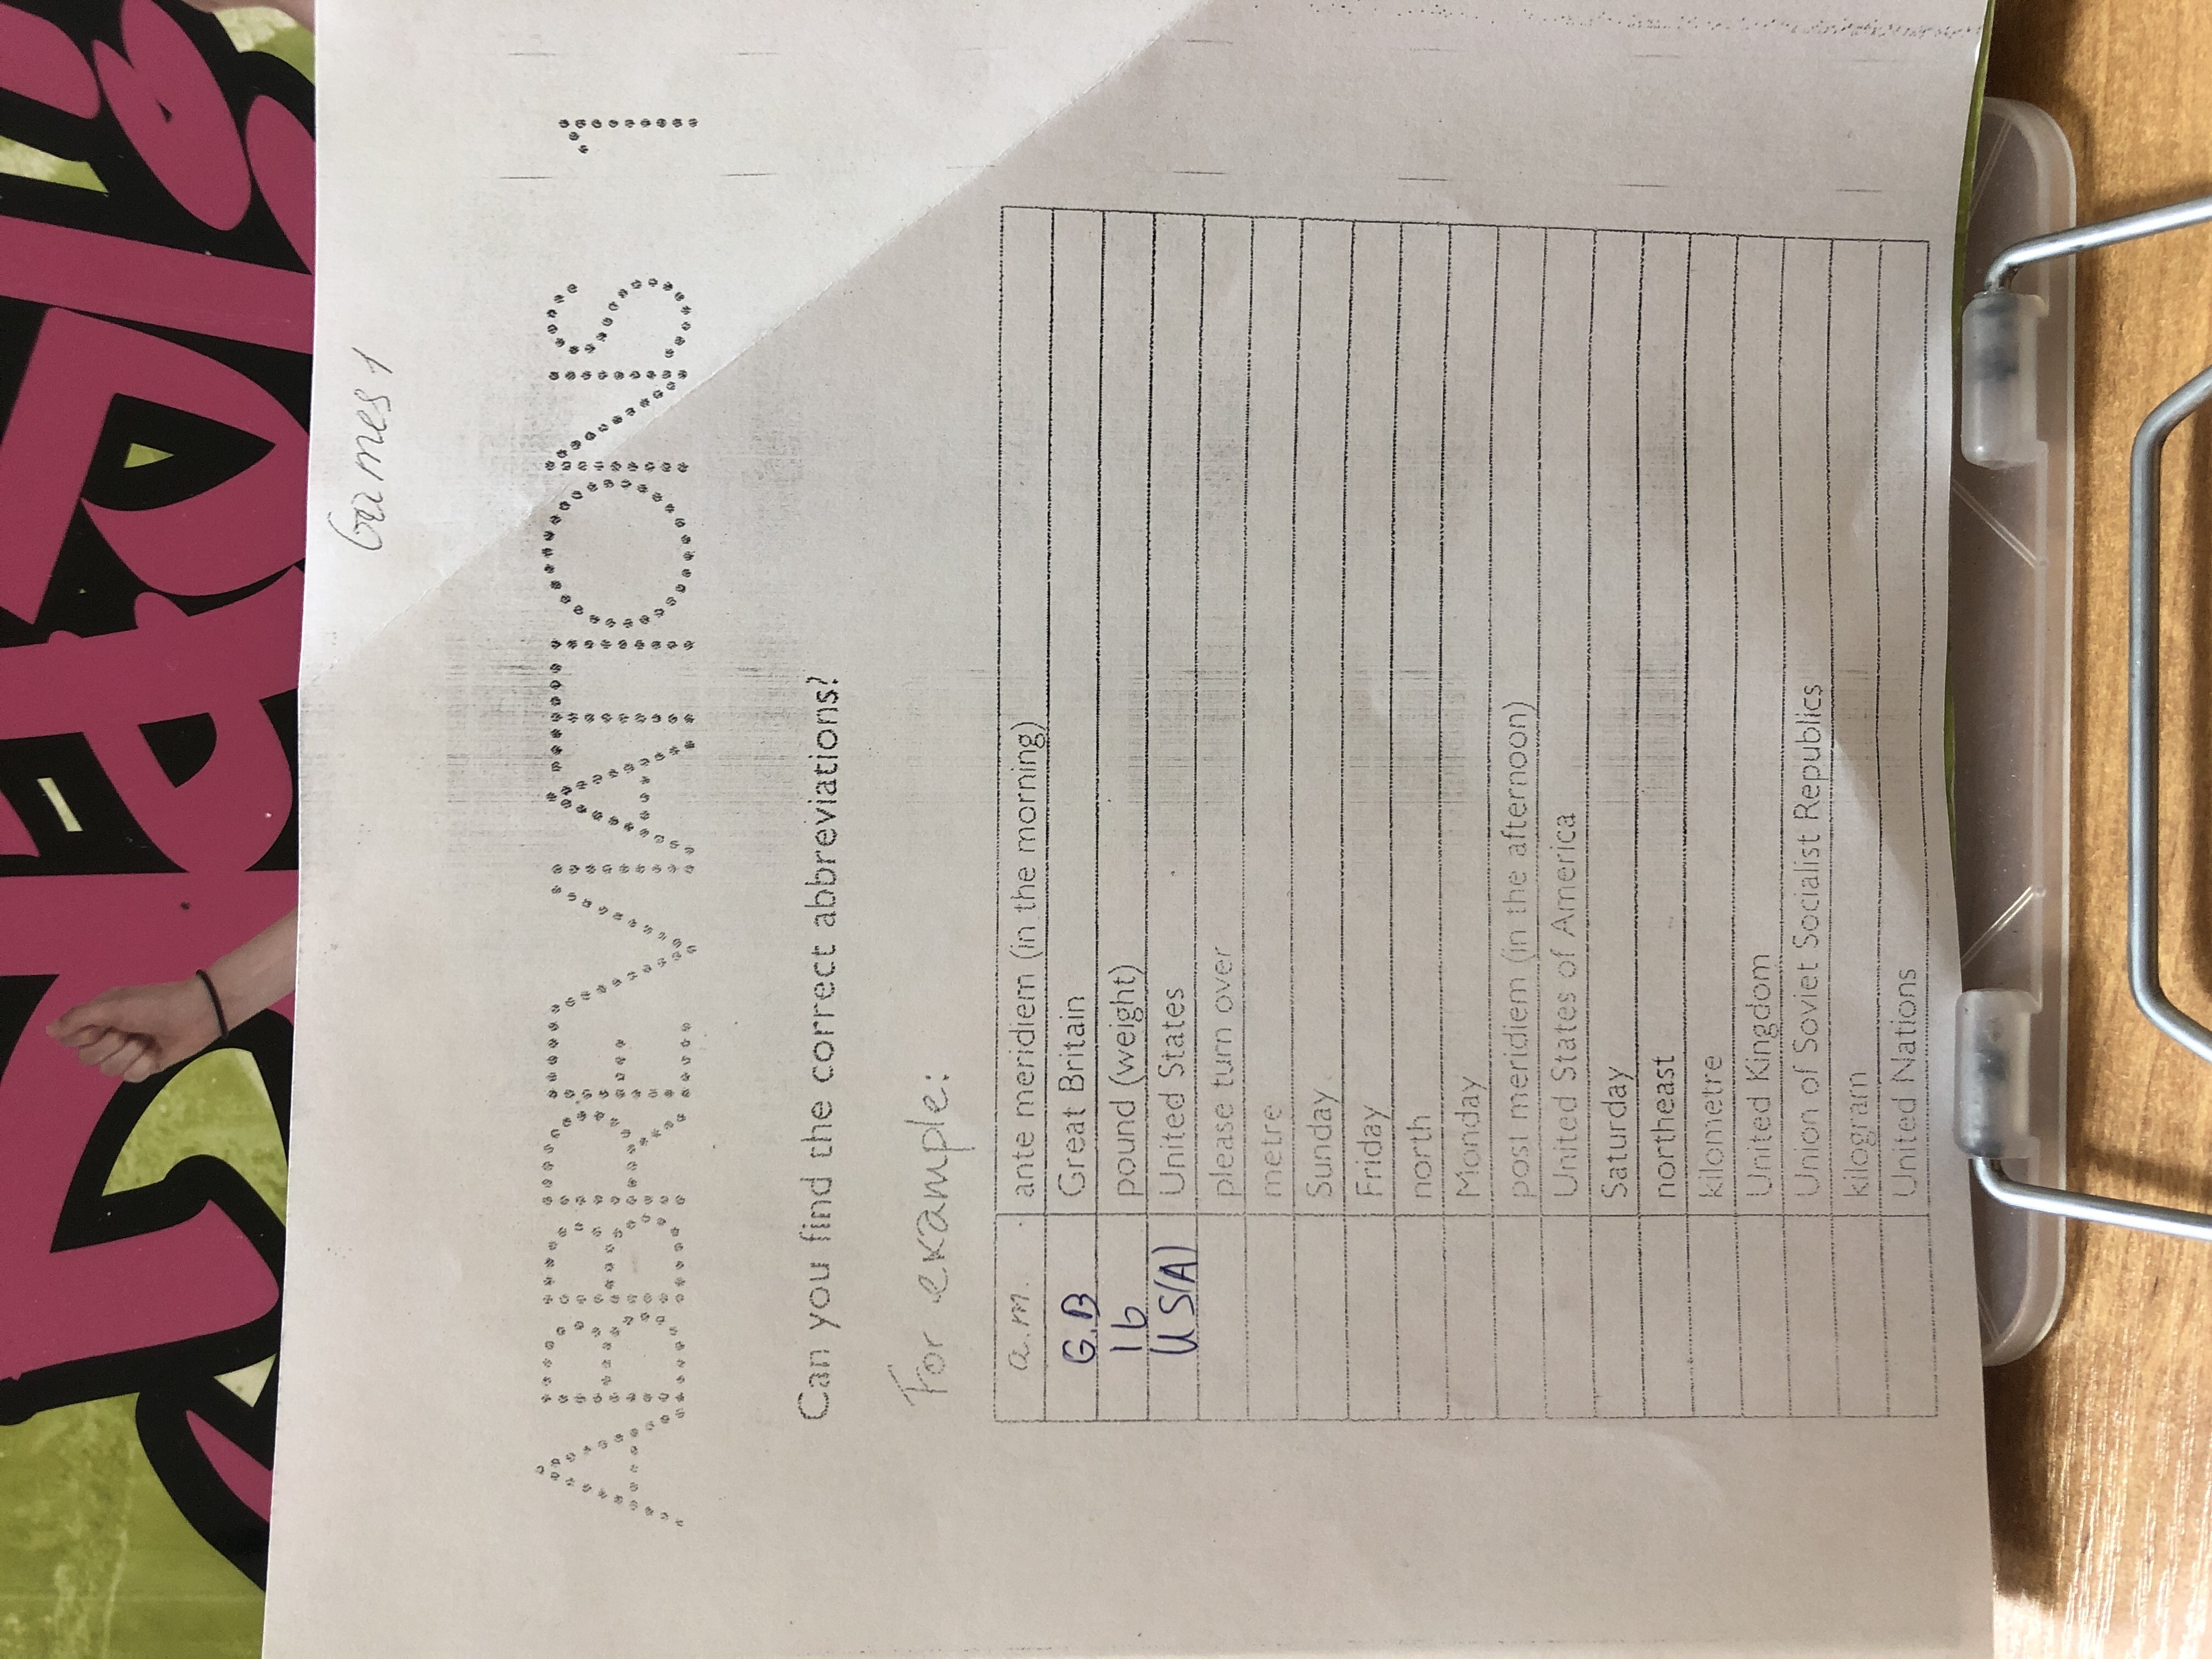 Games 1
ABBREVIATIONS 1
Can you find the correct abbreviations?
For example:
a.m. ante meridiem (in the morning)
G.B Great Britain
lb pound (weight)
US(A) United States
please turn over
metre
Sunday
Friday
north
Monday
post meridiem (in the afternoon)
United States of America
Saturday
northeast
kilometre
United Kingdom
Union of Soviet Socialist Republics
kilogram
United Nations